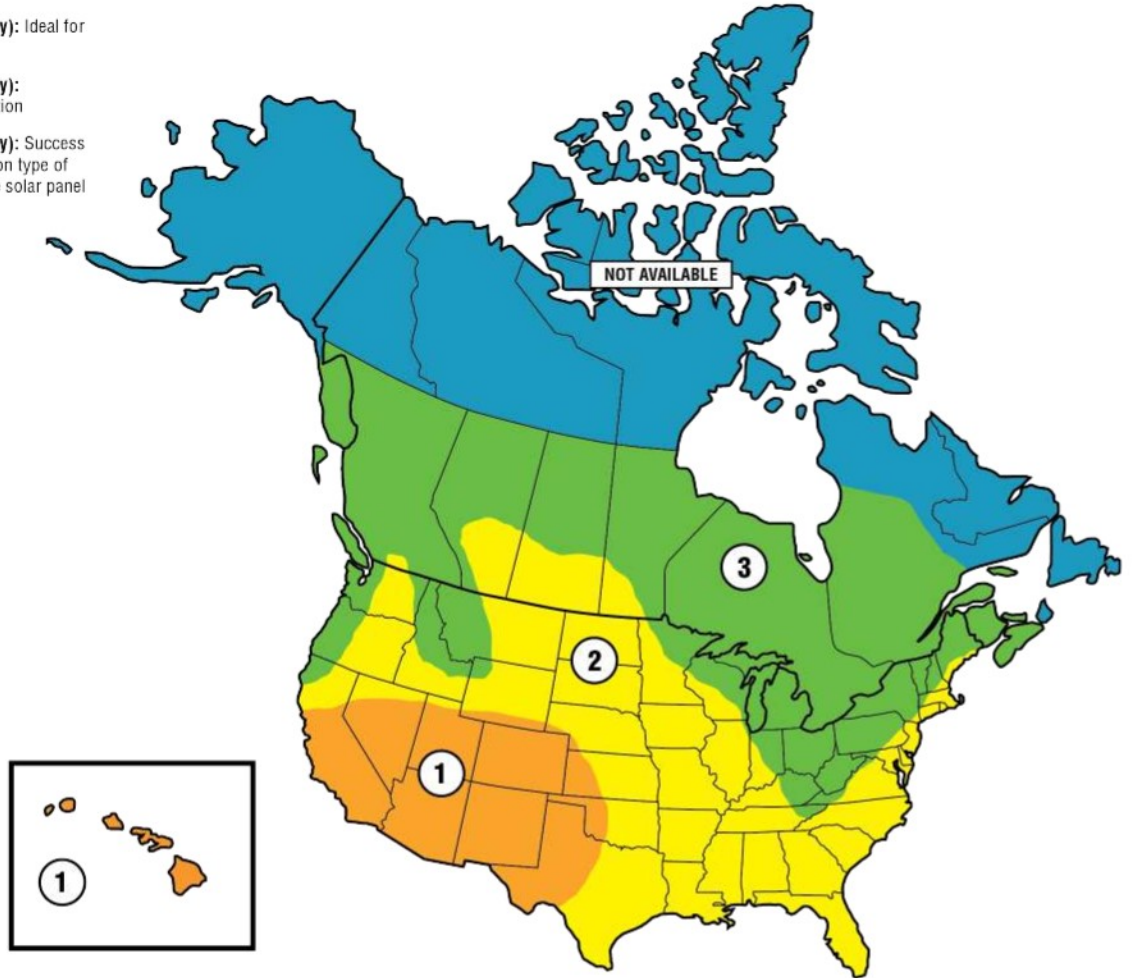 y): Ideal for
y):
ion
y): Success
on type of
e solar panel
NOT AVAILABLE
3
2
1
1